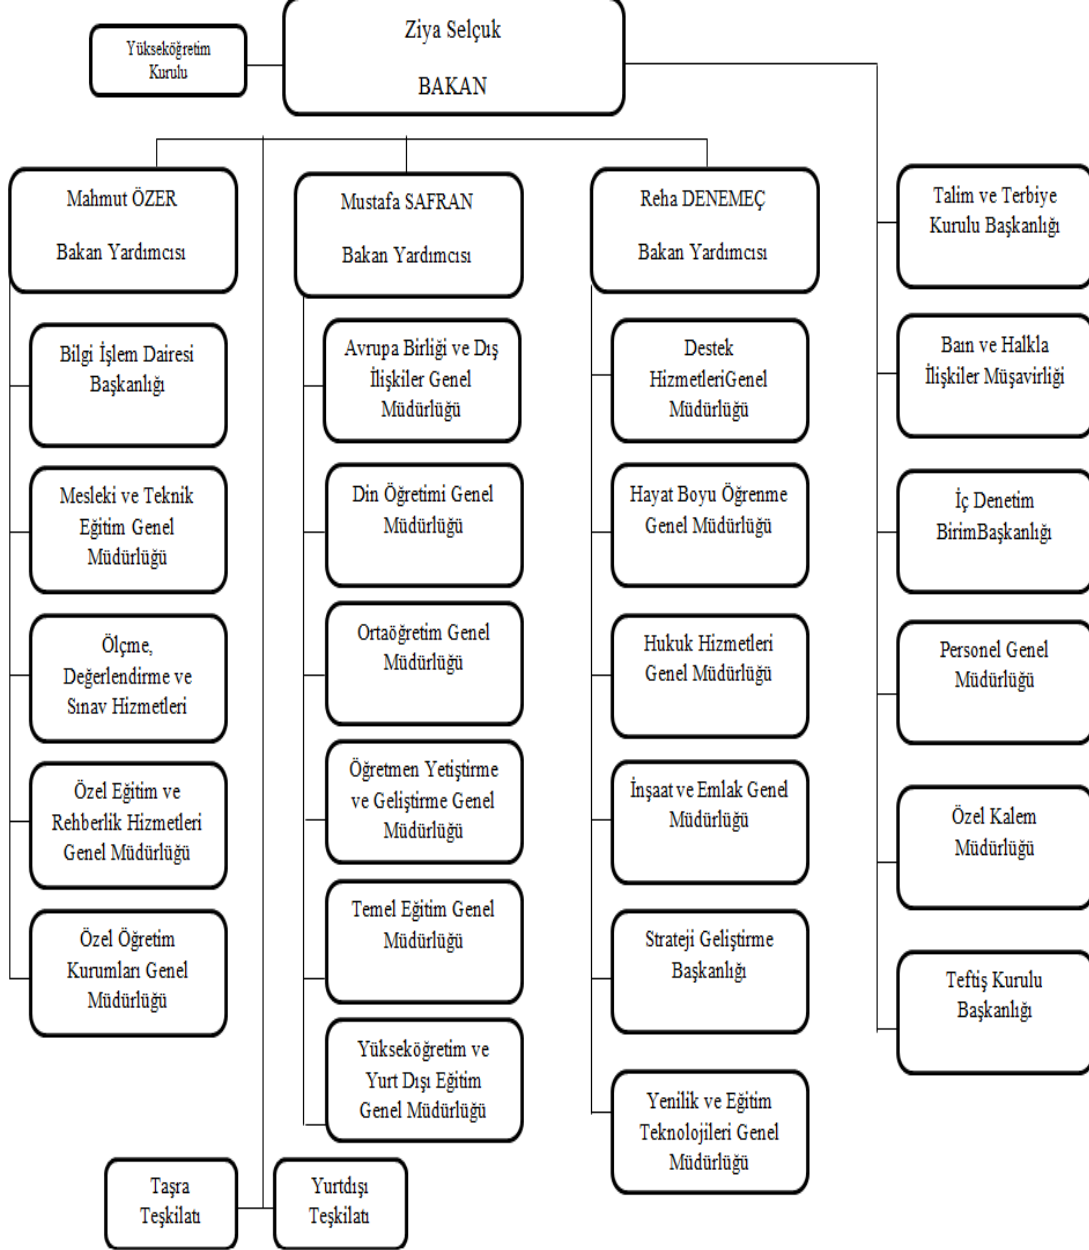 Ziya Selçuk
BAKAN
Yükseköğretim
Kurulu
Mahmut ÖZER
Bakan Yardımcısı
Bilgi İşlem Dairesi
Başkanlığı
Mesleki ve Teknik
Eğitim Genel
Müdürlüğü
Ölçme,
Değerlendirme ve
Sınav Hizmetleri
Özel Eğitim ve
Rehberlik Hizmetleri
Genel Müdürlüğü
Özel Öğretim
Kurumları Genel
Müdürlüğü
Mustafa SAFRAN
Bakan Yardımcısı
Avrupa Birliği ve Dış
İlişkiler Genel
Müdürlüğü
Din Öğretimi Genel
Müdürlüğü
Ortaöğretim Genel
Müdürlüğü
Öğretmen Yetiştirme
ve Geliştirme Genel
Müdürlüğü
Temel Eğitim Genel
Müdürlüğü
Yükseköğretim ve
Yurt Dışı Eğitim
Genel Müdürlüğü
Reha DENEMEÇ
Bakan Yardımcısı
Destek
HizmetleriGenel
Müdürlüğü
Hayat Boyu Öğrenme
Genel Müdürlüğü
Hukuk Hizmetleri
Genel Müdürlüğü
İnşaat ve Emlak Genel
Müdürlüğü
Strateji Geliştirme
Başkanlığı
Yenilik ve Eğitim
Teknolojileri Genel
Müdürlüğü
Talim ve Terbiye
Kurulu Başkanlığı
Baın ve Halkla
İlişkiler Müşavirliği
İç Denetim
BirimBaşkanlığı
Personel Genel
Müdürlüğü
Özel Kalem
Müdürlüğü
Teftiş Kurulu
Başkanlığı
Taşra
Teşkilatı
Yurtdışı
Teşkilatı